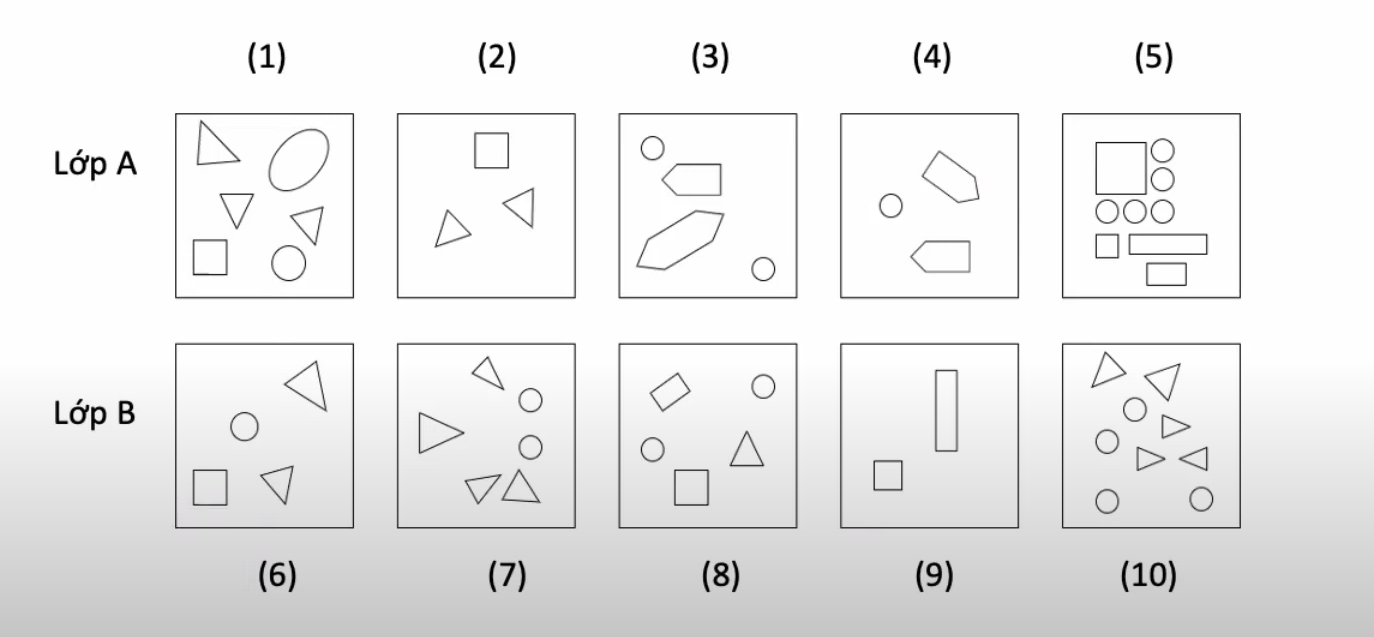 (1) (2) (3) (4) (5)
Lớp A
Lớp B
(6) (7) (8) (9) (10)